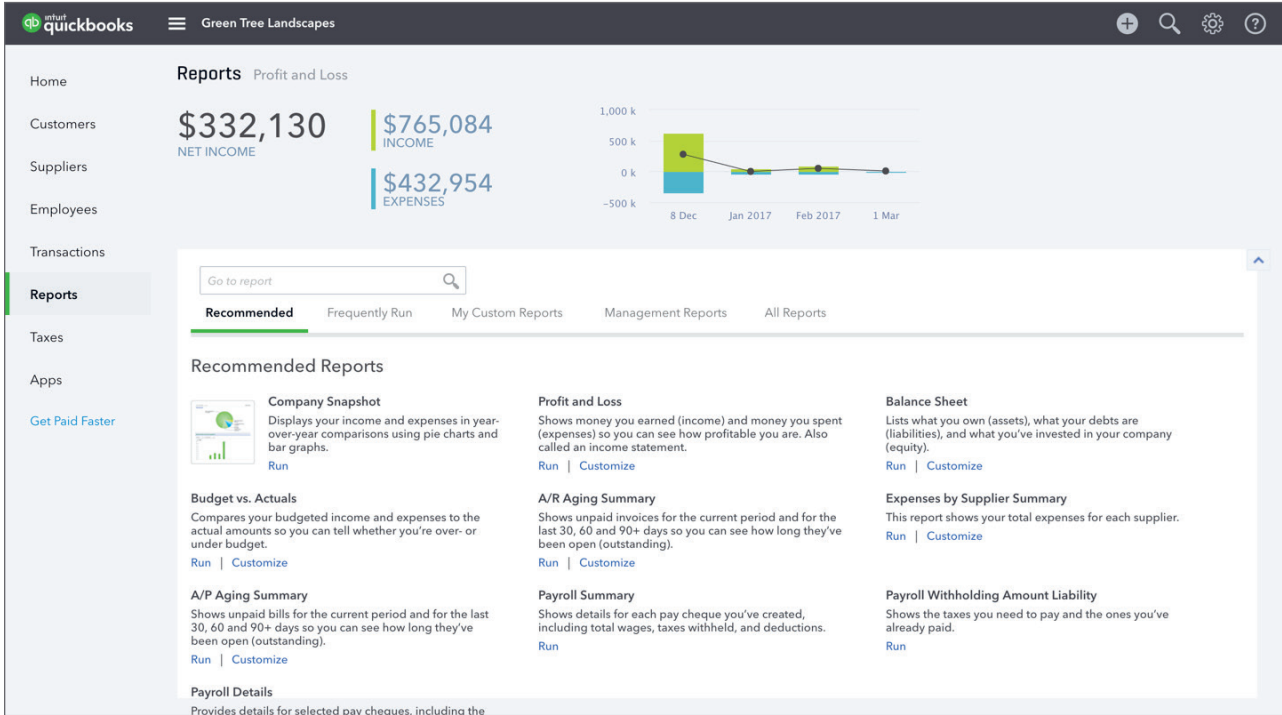 qb intuit quickbooks
Green Tree Landscapes
?
Home
Customers
Suppliers
Employees
Transactions
Reports
Taxes
Apps
Get Paid Faster
Reports Profit and Loss
$332,130
NET INCOME
$765,084
INCOME
$432,954
EXPENSES
1,000 k
500 k
0 k
-500 k
8 Dec Jan 2017 Feb 2017 1 Mar
Go to report
Recommended Frequently Run My Custom Reports Management Reports All Reports
Recommended Reports
Company Snapshot
Displays your income and expenses in year-
over-year comparisons using pie charts and
bar graphs.
Run
Profit and Loss
Shows money you earned (income) and money you spent
(expenses) so you can see how profitable you are. Also
called an income statement.
Run | Customize
Balance Sheet
Lists what you own (assets), what your debts are
(liabilities), and what you've invested in your company
(equity).
Run | Customize
Budget vs. Actuals
Compares your budgeted income and expenses to the
actual amounts so you can tell whether you're over- or
under budget.
Run | Customize
A/R Aging Summary
Shows unpaid invoices for the current period and for the
last 30, 60 and 90+ days so you can see how long they've
been open (outstanding).
Run | Customize
Expenses by Supplier Summary
This report shows your total expenses for each supplier.
Run | Customize
A/P Aging Summary
Shows unpaid bills for the current period and for the last
30, 60 and 90+ days so you can see how long they've
been open (outstanding).
Run | Customize
Payroll Summary
Shows details for each pay cheque you've created,
including total wages, taxes withheld, and deductions.
Run
Payroll Withholding Amount Liability
Shows the taxes you need to pay and the ones you've
already paid.
Run
Payroll Details
Provides details for selected pay cheques, including the